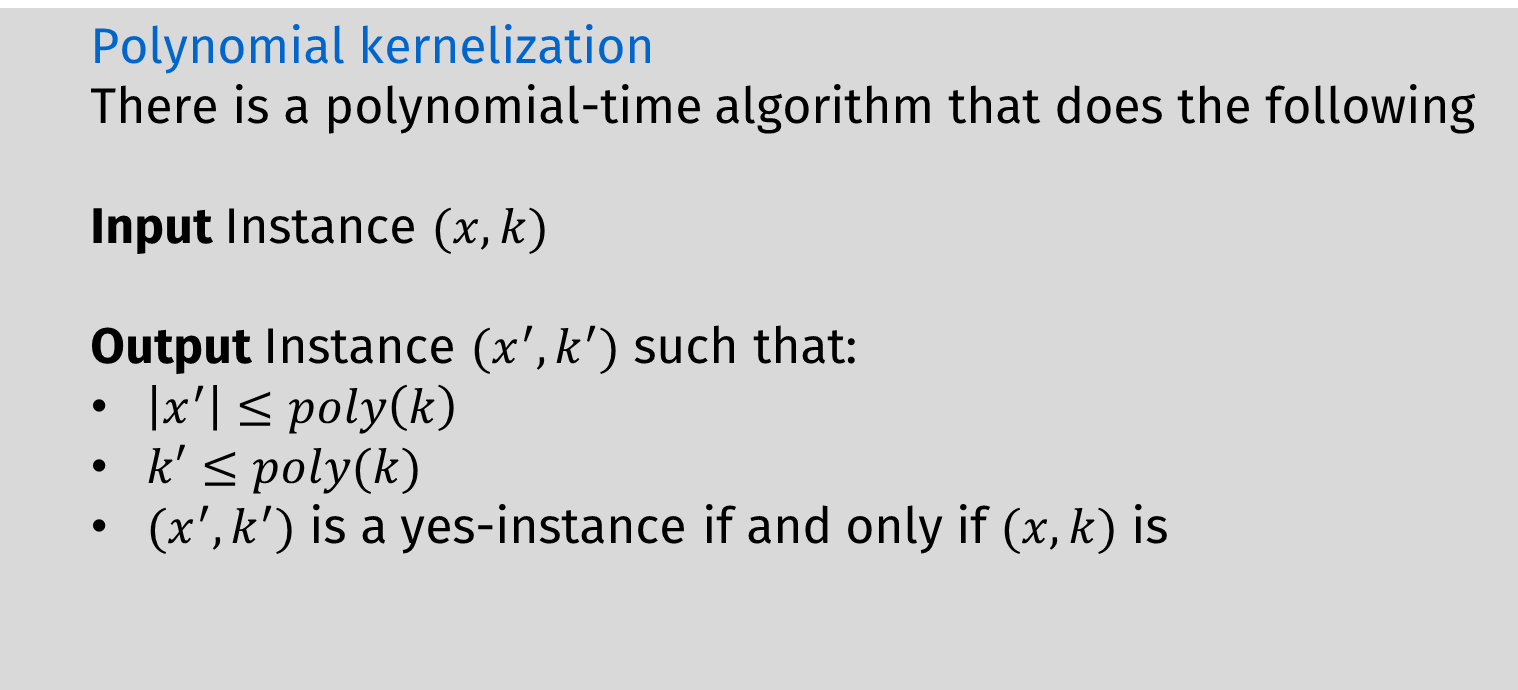 Polynomial kernelization
There is a polynomial-time algorithm that does the following
Input Instance (x, k)
Output Instance (x′, k′) such that:
• |x′| ≤ poly(k)
• k′ ≤ poly(k)
• (x′, k′) is a yes-instance if and only if (x, k) is